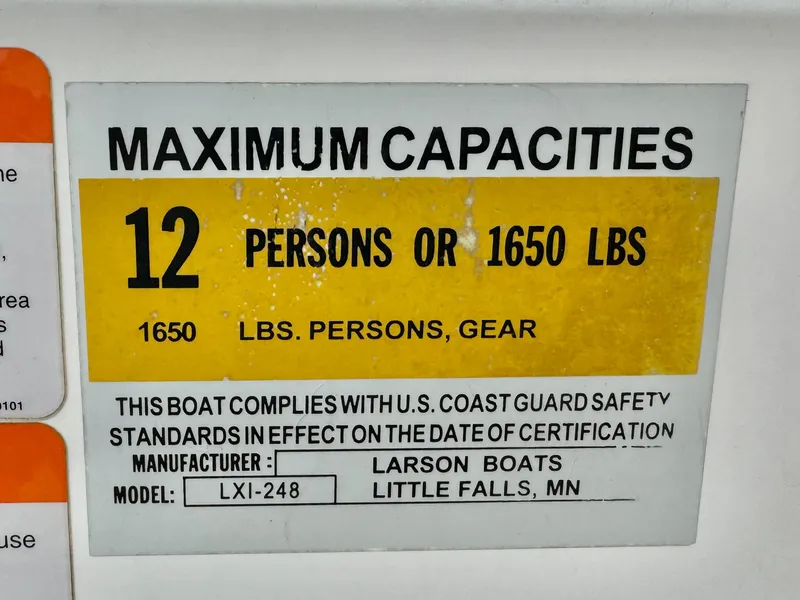 MAXIMUM CAPACITIES
12 PERSONS OR 1650 LBS
1650 LBS. PERSONS, GEAR
THIS BOAT COMPLIES WITH U.S. COAST GUARD SAFETY
STANDARDS IN EFFECT ON THE DATE OF CERTIFICATION
MANUFACTURER: LARSON BOATS
MODEL: LXI-248 LITTLE FALLS, MN